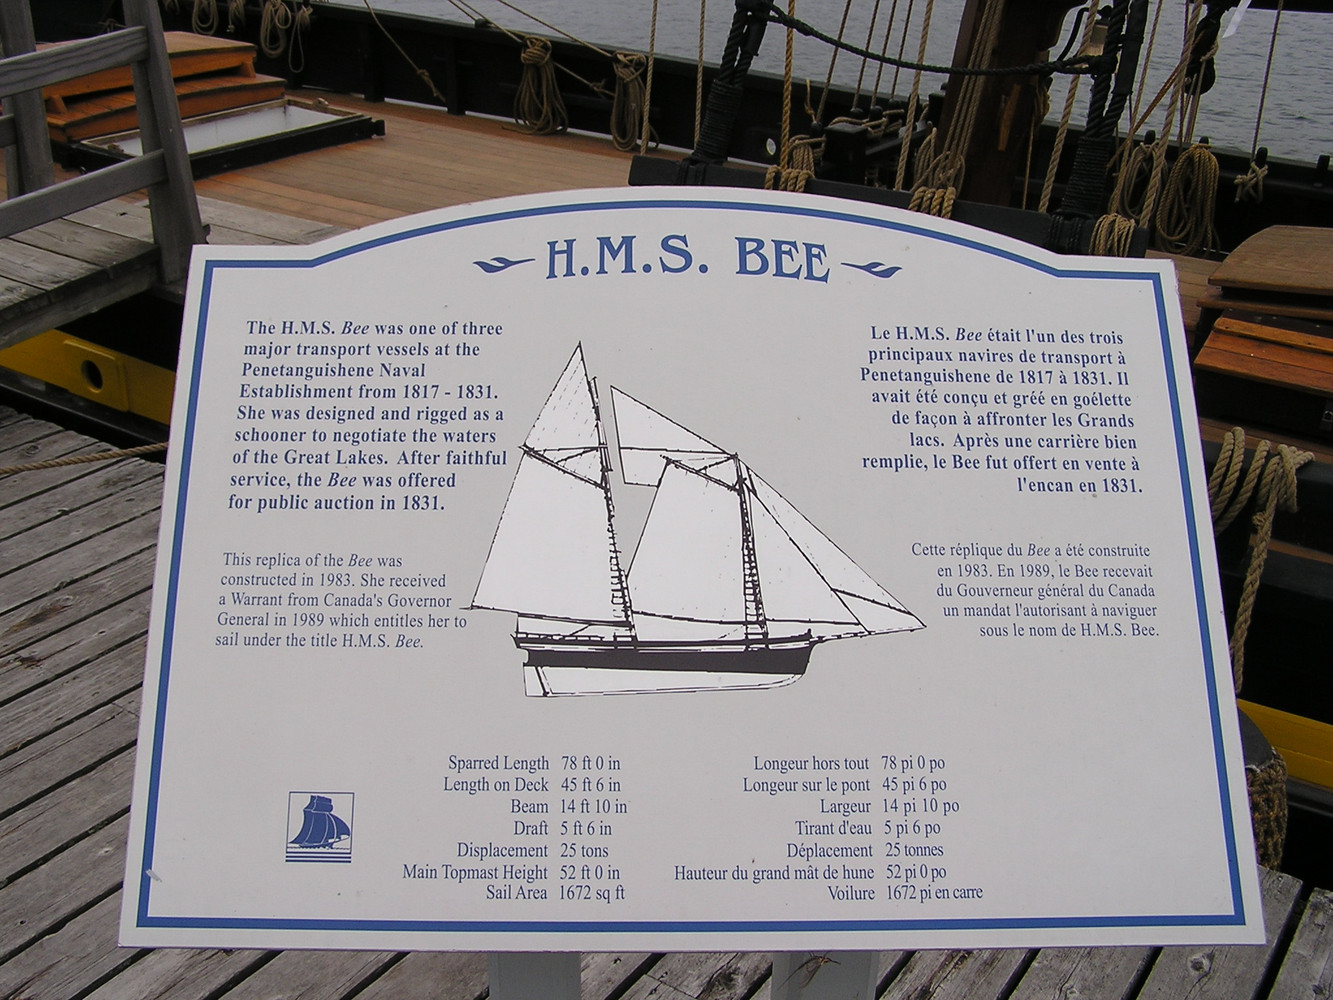 H.M.S. BEE
The H.M.S. Bee was one of three
major transport vessels at the
Penetanguishene Naval
Establishment from 1817 - 1831.
She was designed and rigged as a
schooner to negotiate the waters
of the Great Lakes. After faithful
service, the Bee was offered
for public auction in 1831.
This replica of the Bee was
constructed in 1983. She received
a Warrant from Canada's Governor
General in 1989 which entitles her to
sail under the title H.M.S. Bee.
Le H.M.S. Bee était l'un des trois
principaux navires de transport à
Penetanguishene de 1817 à 1831. Il
avait été conçu et gréé en goélette
de façon à affronter les Grands
lacs. Après une carrière bien
remplie, le Bee fut offert en vente à
l'encan en 1831.
Cette réplique du Bee a été construite
en 1983. En 1989, le Bee recevait
du Gouverneur général du Canada
un mandat l'autorisant à naviguer
sous le nom de H.M.S. Bee.
Sparred Length 78 ft 0 in
Length on Deck 45 ft 6 in
Beam 14 ft 10 in
Draft 5 ft 6 in
Displacement 25 tons
Main Topmast Height 52 ft 0 in
Sail Area 1672 sq ft
Longeur hors tout 78 pi 0 po
Longeur sur le pont 45 pi 6 po
Largeur 14 pi 10 po
Tirant d'eau 5 pi 6 po
Déplacement 25 tonnes
Hauteur du grand mât de hune 52 pi 0 po
Voilure 1672 pi en carre